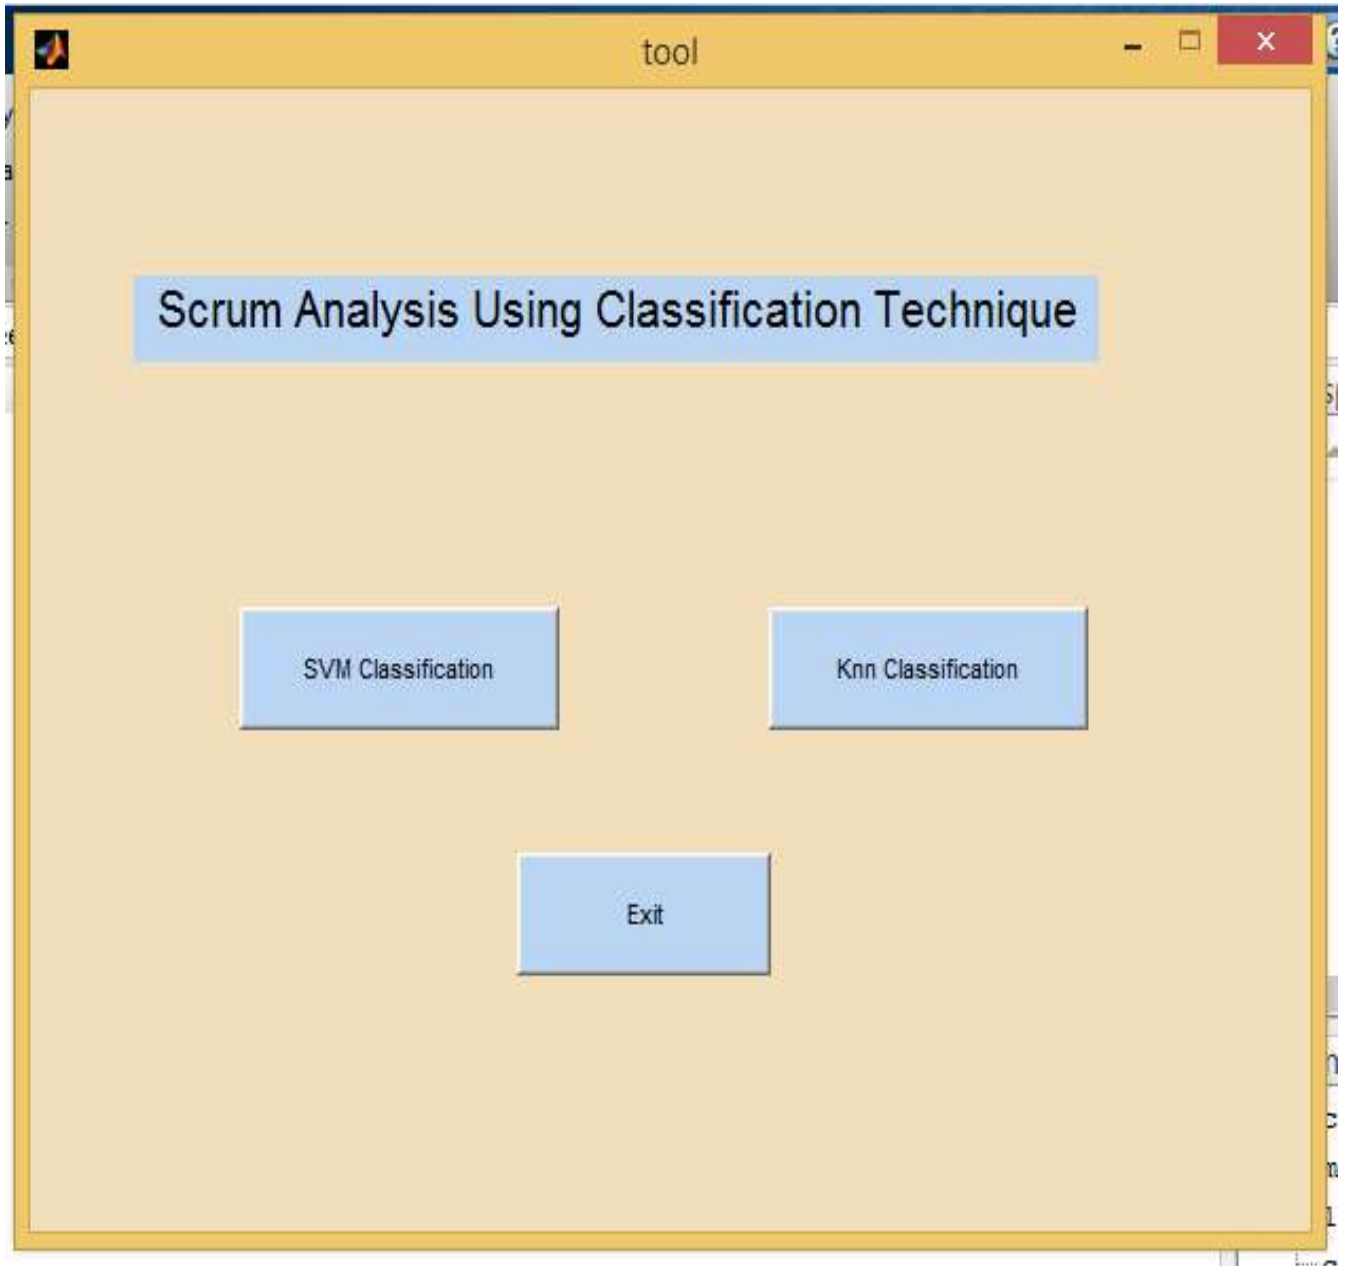 tool
Scrum Analysis Using Classification Technique
SVM Classification
Knn Classification
Exit